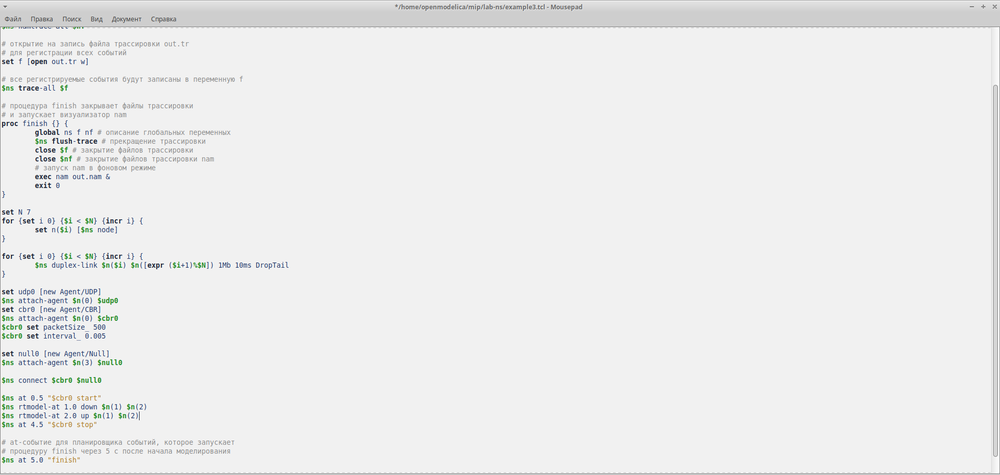 */home/openmodelica/mip/lab-ns/example3.tcl - Mousepad
Файл Правка Поиск Вид Документ Справка
$ns namtrace-all $nf
# открытие на запись файла трассировки out.tr
# для регистрации всех событий
set f [open out.tr w]
# все регистрируемые события будут записаны в переменную f
$ns trace-all $f
# процедура finish закрывает файлы трассировки
# и запускает визуализатор nam
proc finish {} {
global ns f nf # описание глобальных переменных
$ns flush-trace # прекращение трассировки
close $f # закрытие файлов трассировки
close $nf # закрытие файлов трассировки nam
# запуск nam в фоновом режиме
exec nam out.nam &
exit 0
}
set N 7
for {set i 0} {$i < $N} {incr i} {
set n($i) [$ns node]
}
for {set i 0} {$i < $N} {incr i} {
$ns duplex-link $n($i) $n([expr ($i+1)%$N]) 1Mb 10ms DropTail
}
set udp0 [new Agent/UDP]
$ns attach-agent $n(0) $udp0
set cbr0 [new Agent/CBR]
$ns attach-agent $n(0) $cbr0
$cbr0 set packetSize_ 500
$cbr0 set interval_ 0.005
set null0 [new Agent/Null]
$ns attach-agent $n(3) $null0
$ns connect $cbr0 $null0
$ns at 0.5 "$cbr0 start"
$ns rtmodel-at 1.0 down $n(1) $n(2)
$ns rtmodel-at 2.0 up $n(1) $n(2)
$ns at 4.5 "$cbr0 stop"
# at-событие для планировщика событий, которое запускает
# процедуру finish через 5 с после начала моделирования
$ns at 5.0 "finish"